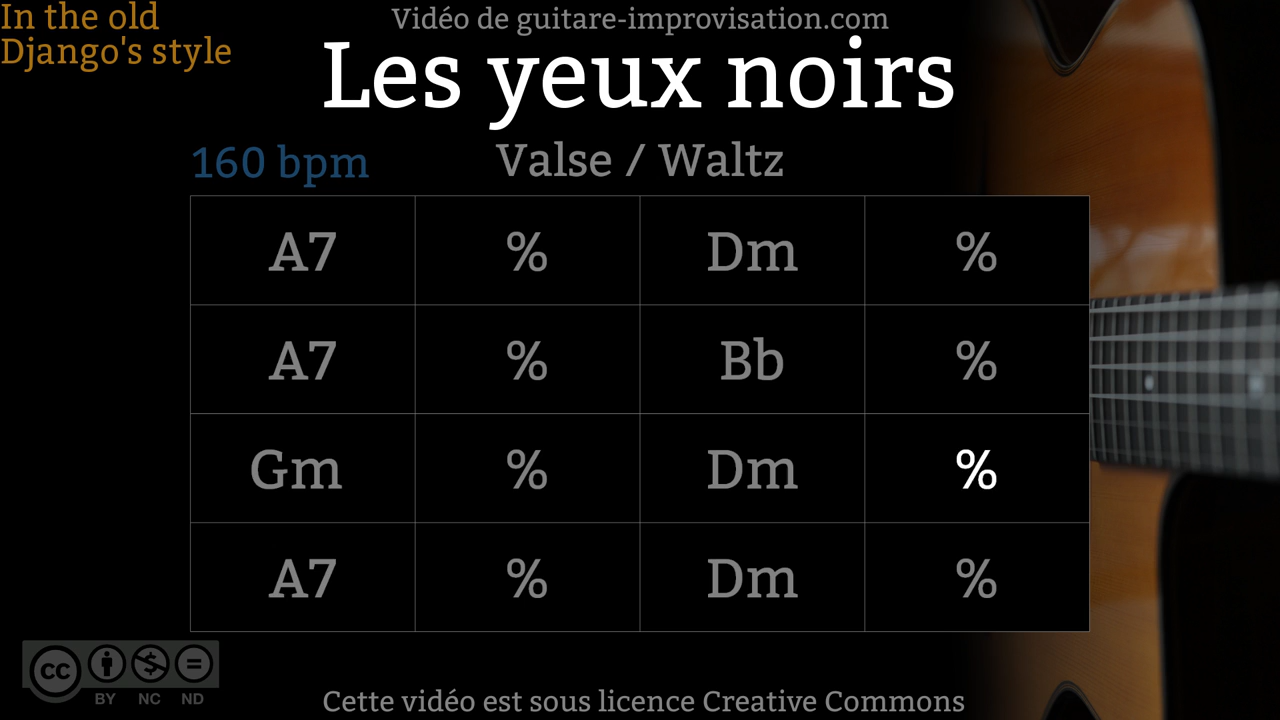 In the old
Django's style
Vidéo de guitare-improvisation.com
Les yeux noirs
160 bpm
Valse / Waltz
A7 % Dm %
A7 % Bb %
Gm % Dm %
A7 % Dm %
cc
BY NC ND
Cette vidéo est sous licence Creative Commons